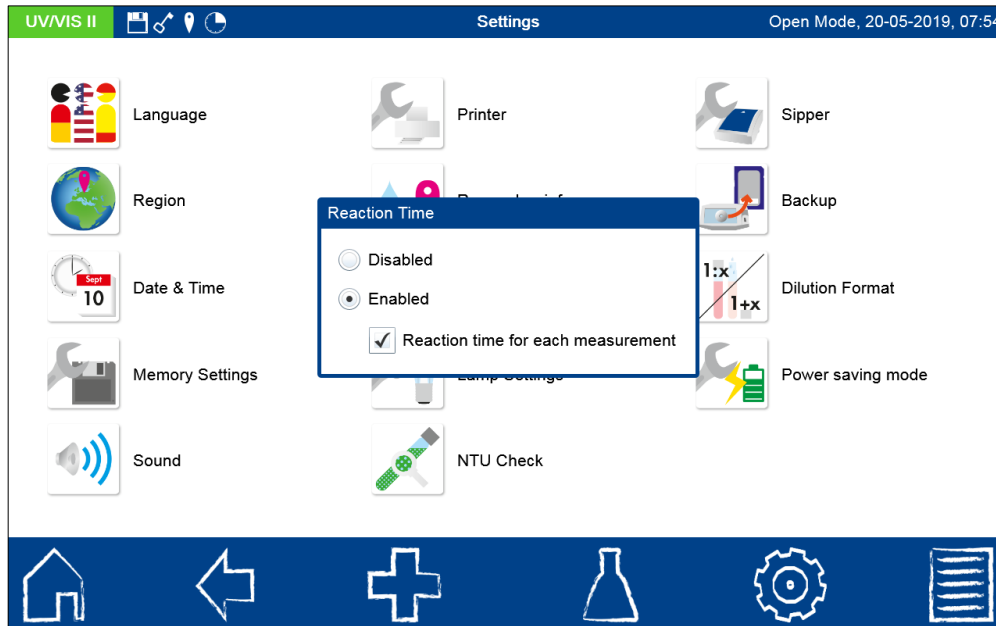 UV/VIS II
Settings
Open Mode, 20-05-2019, 07:54
Language
Printer
Sipper
Region
Backup
Reaction Time
Disabled
Enabled
Reaction time for each measurement
Sept
10
Date & Time
1:x
1+x
Dilution Format
Memory Settings
Lamp Settings
Power saving mode
Sound
NTU Check